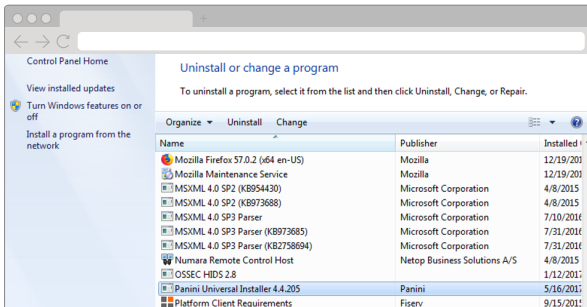 Control Panel Home
View installed updates
Turn Windows features on or
off
Install a program from the
network
Uninstall or change a program
To uninstall a program, select it from the list and then click Uninstall, Change, or Repair.
Organize Uninstall Change
Name Publisher Installed
Mozilla Firefox 57.0.2 (x64 en-US) Mozilla 12/19/201
Mozilla Maintenance Service Mozilla 12/19/201
MSXML 4.0 SP2 (KB954430) Microsoft Corporation 4/8/2015
MSXML 4.0 SP2 (KB973688) Microsoft Corporation 4/8/2015
MSXML 4.0 SP3 Parser Microsoft Corporation 7/10/2016
MSXML 4.0 SP3 Parser (KB973685) Microsoft Corporation 7/31/2016
MSXML 4.0 SP3 Parser (KB2758694) Microsoft Corporation 7/31/2016
Numara Remote Control Host Netop Business Solutions A/S 4/8/2015
OSSEC HIDS 2.8 1/12/2017
Panini Universal Installer 4.4.205 Panini 5/16/2017
Platform Client Requirements Fiserv 9/15/2015